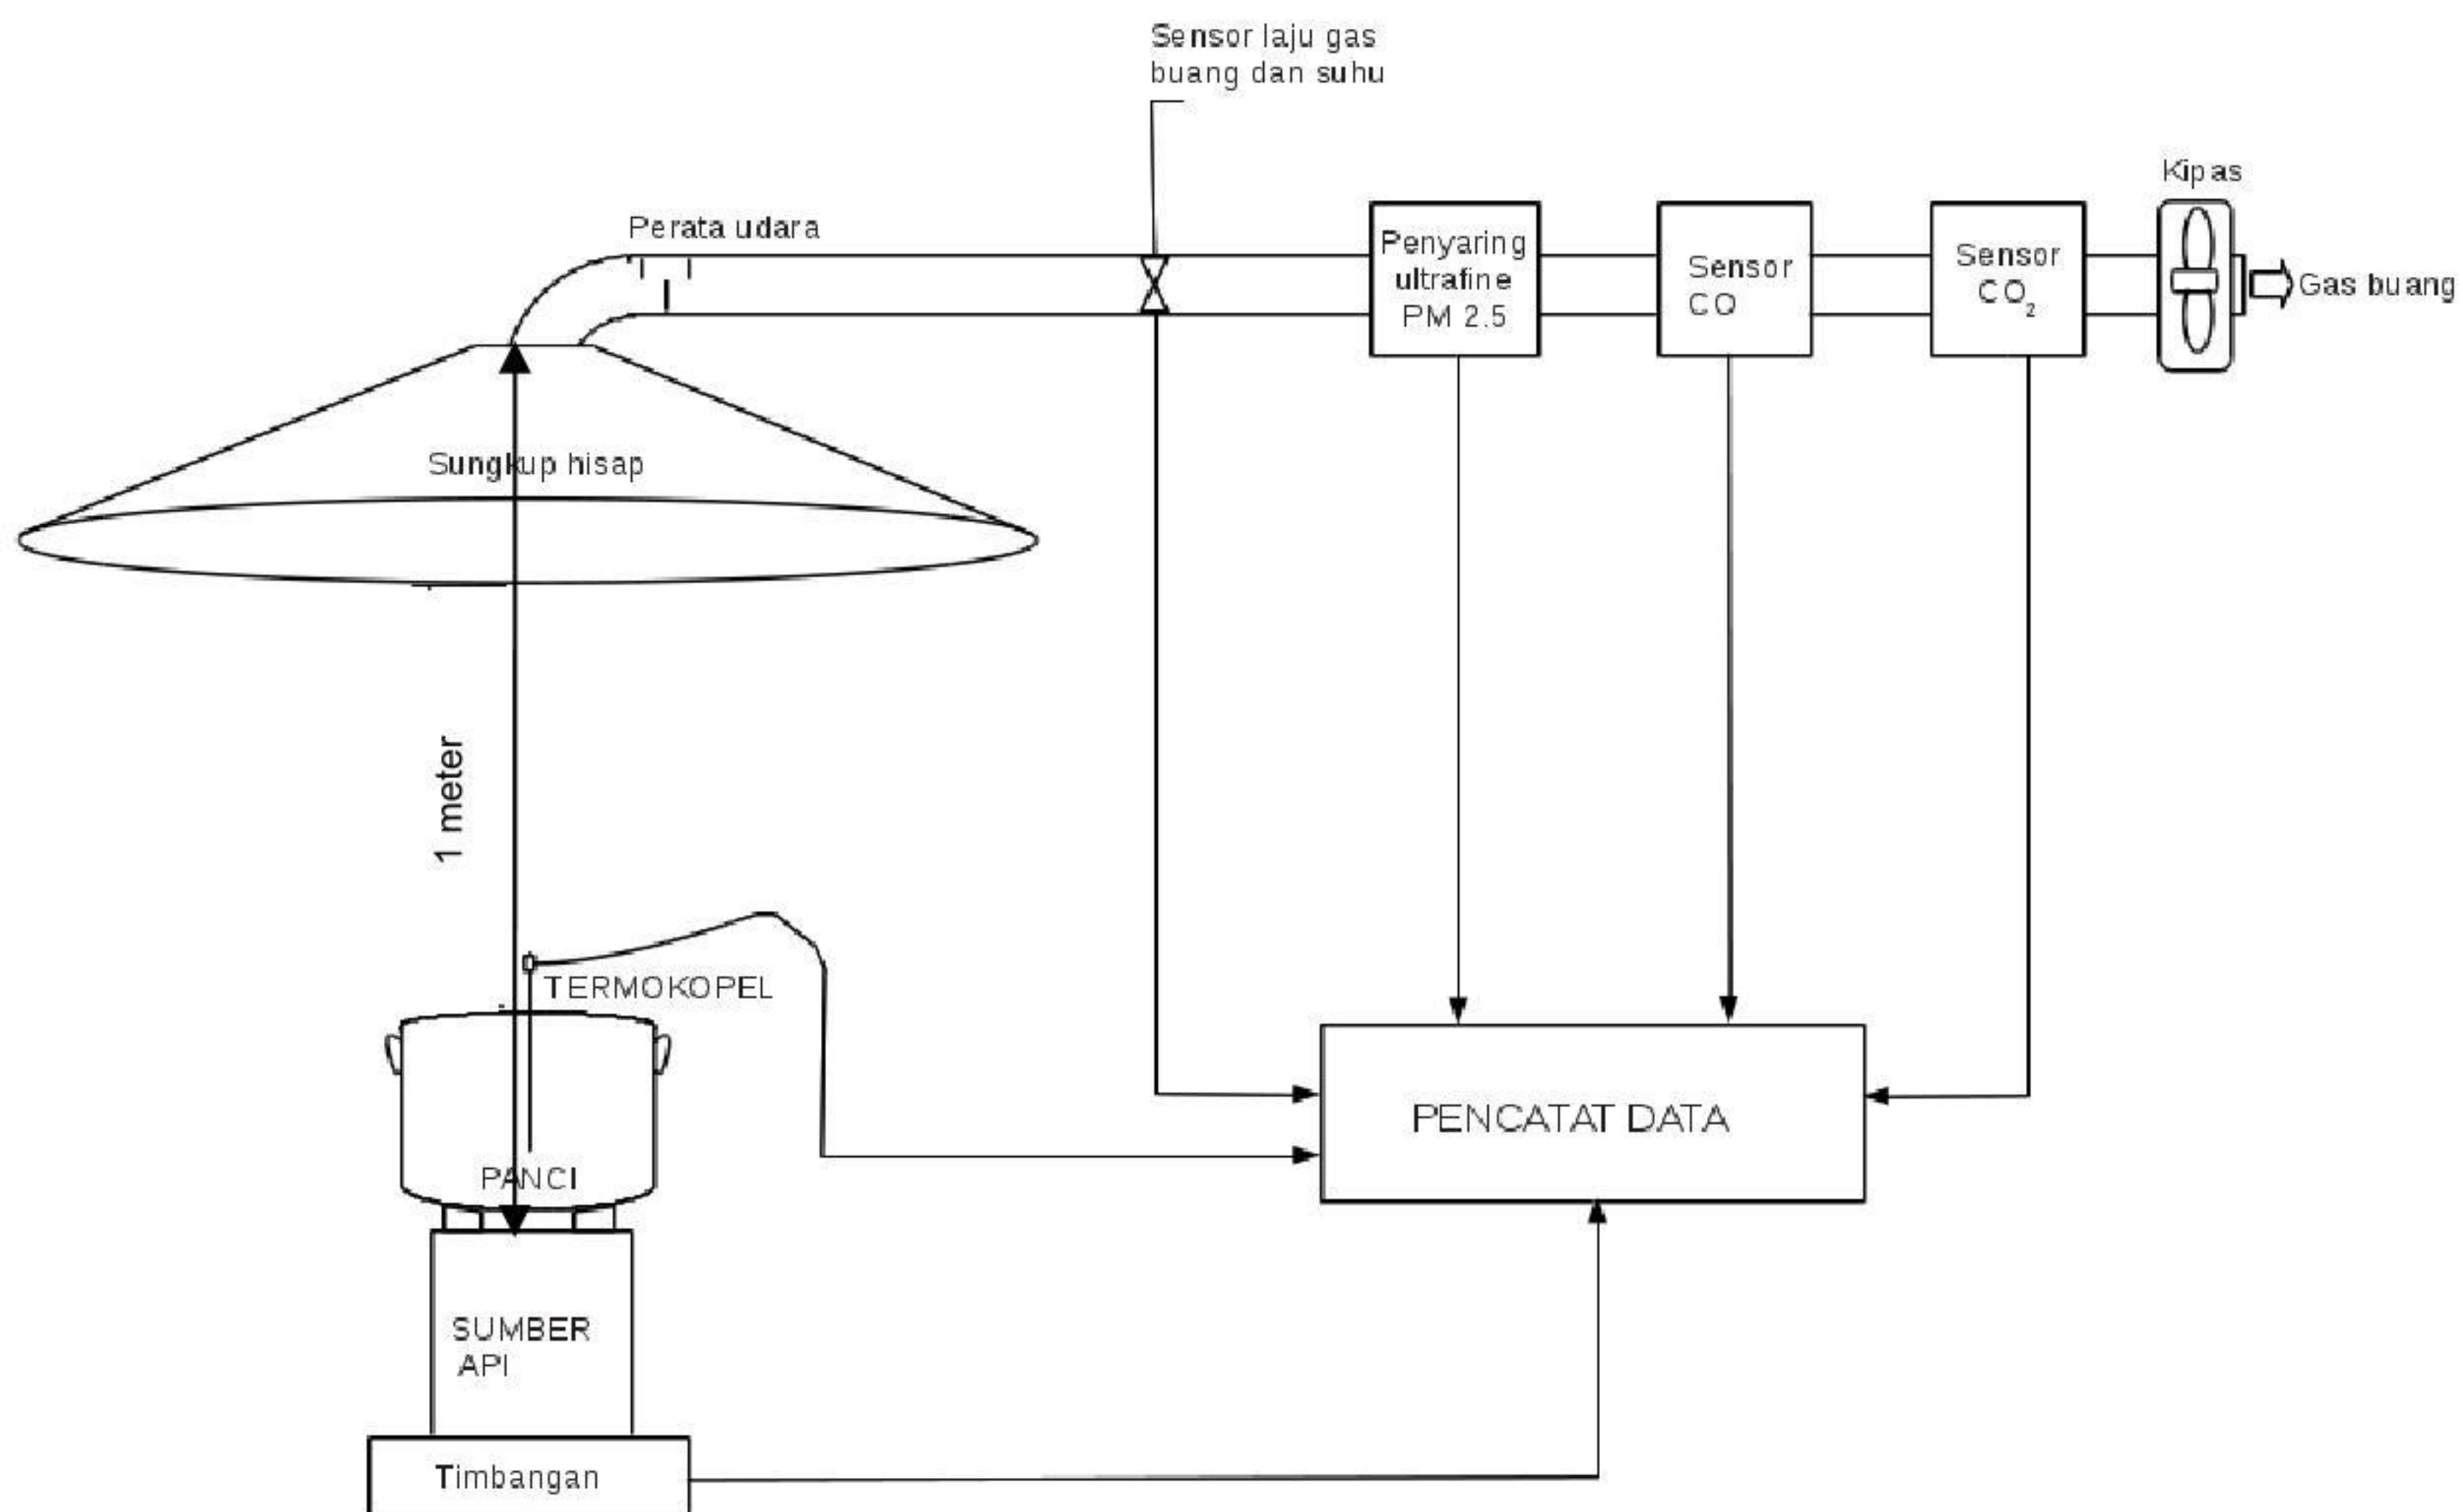 Sensor laju gas
buang dan suhu
Kipas
Perata udara
Penyaring
ultrafine
PM 2.5
Sensor
CO
Sensor
CO₂
Gas buang
Sungkup hisap
1 meter
TERMOKOPEL
PANCI
PENCATAT DATA
SUMBER
API
Timbangan